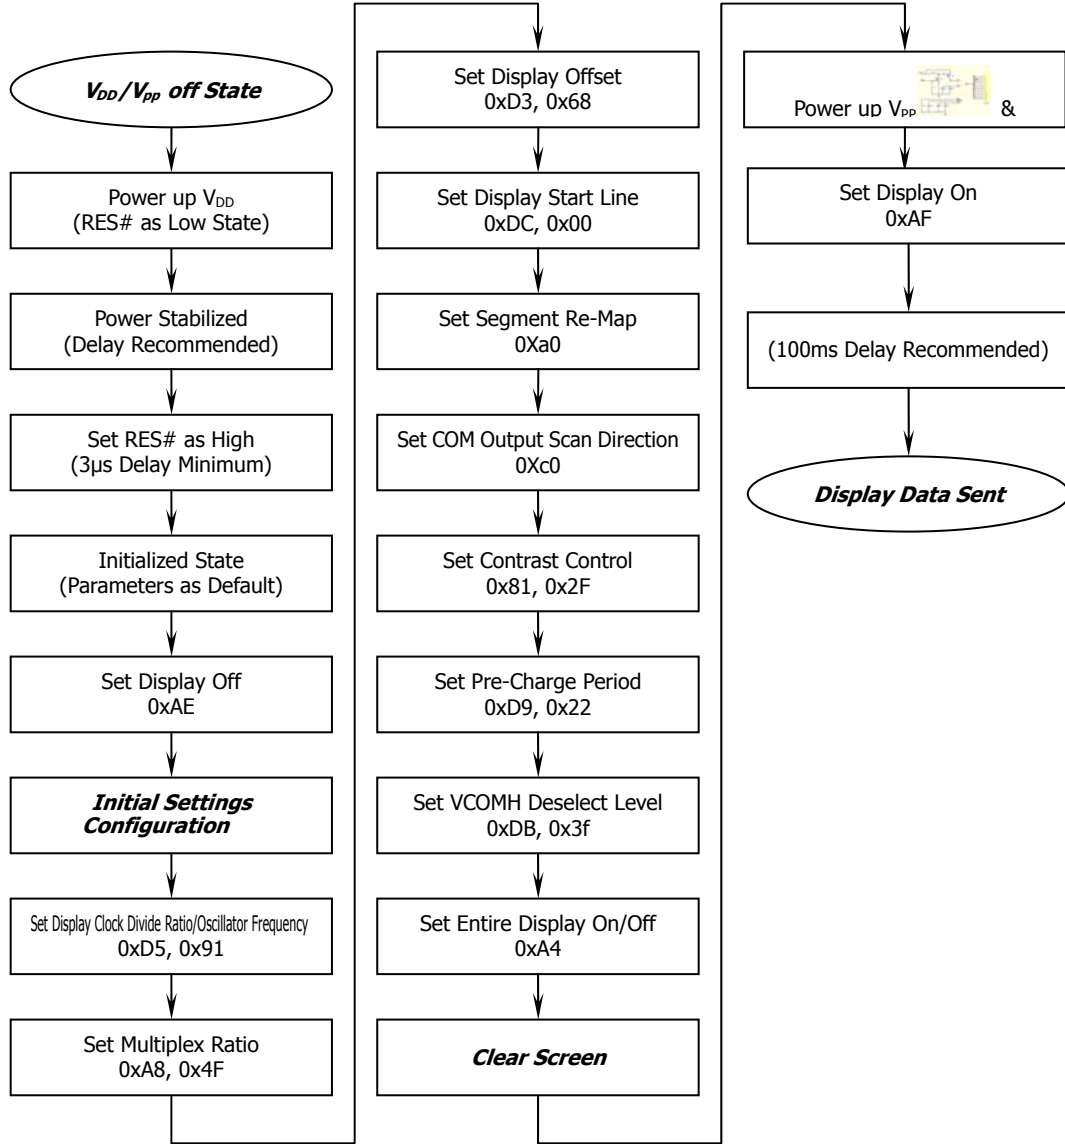 V_DD/V_pp off State
Power up V_DD
(RES# as Low State)
Power Stabilized
(Delay Recommended)
Set RES# as High
(3µs Delay Minimum)
Initialized State
(Parameters as Default)
Set Display Off
0xAE
Initial Settings
Configuration
Set Display Clock Divide Ratio/Oscillator Frequency
0xD5, 0x91
Set Multiplex Ratio
0xA8, 0x4F
Set Display Offset
0xD3, 0x68
Set Display Start Line
0xDC, 0x00
Set Segment Re-Map
0Xa0
Set COM Output Scan Direction
0Xc0
Set Contrast Control
0x81, 0x2F
Set Pre-Charge Period
0xD9, 0x22
Set VCOMH Deselect Level
0xDB, 0x3f
Set Entire Display On/Off
0xA4
Clear Screen
Power up V_PP &
Set Display On
0xAF
(100ms Delay Recommended)
Display Data Sent